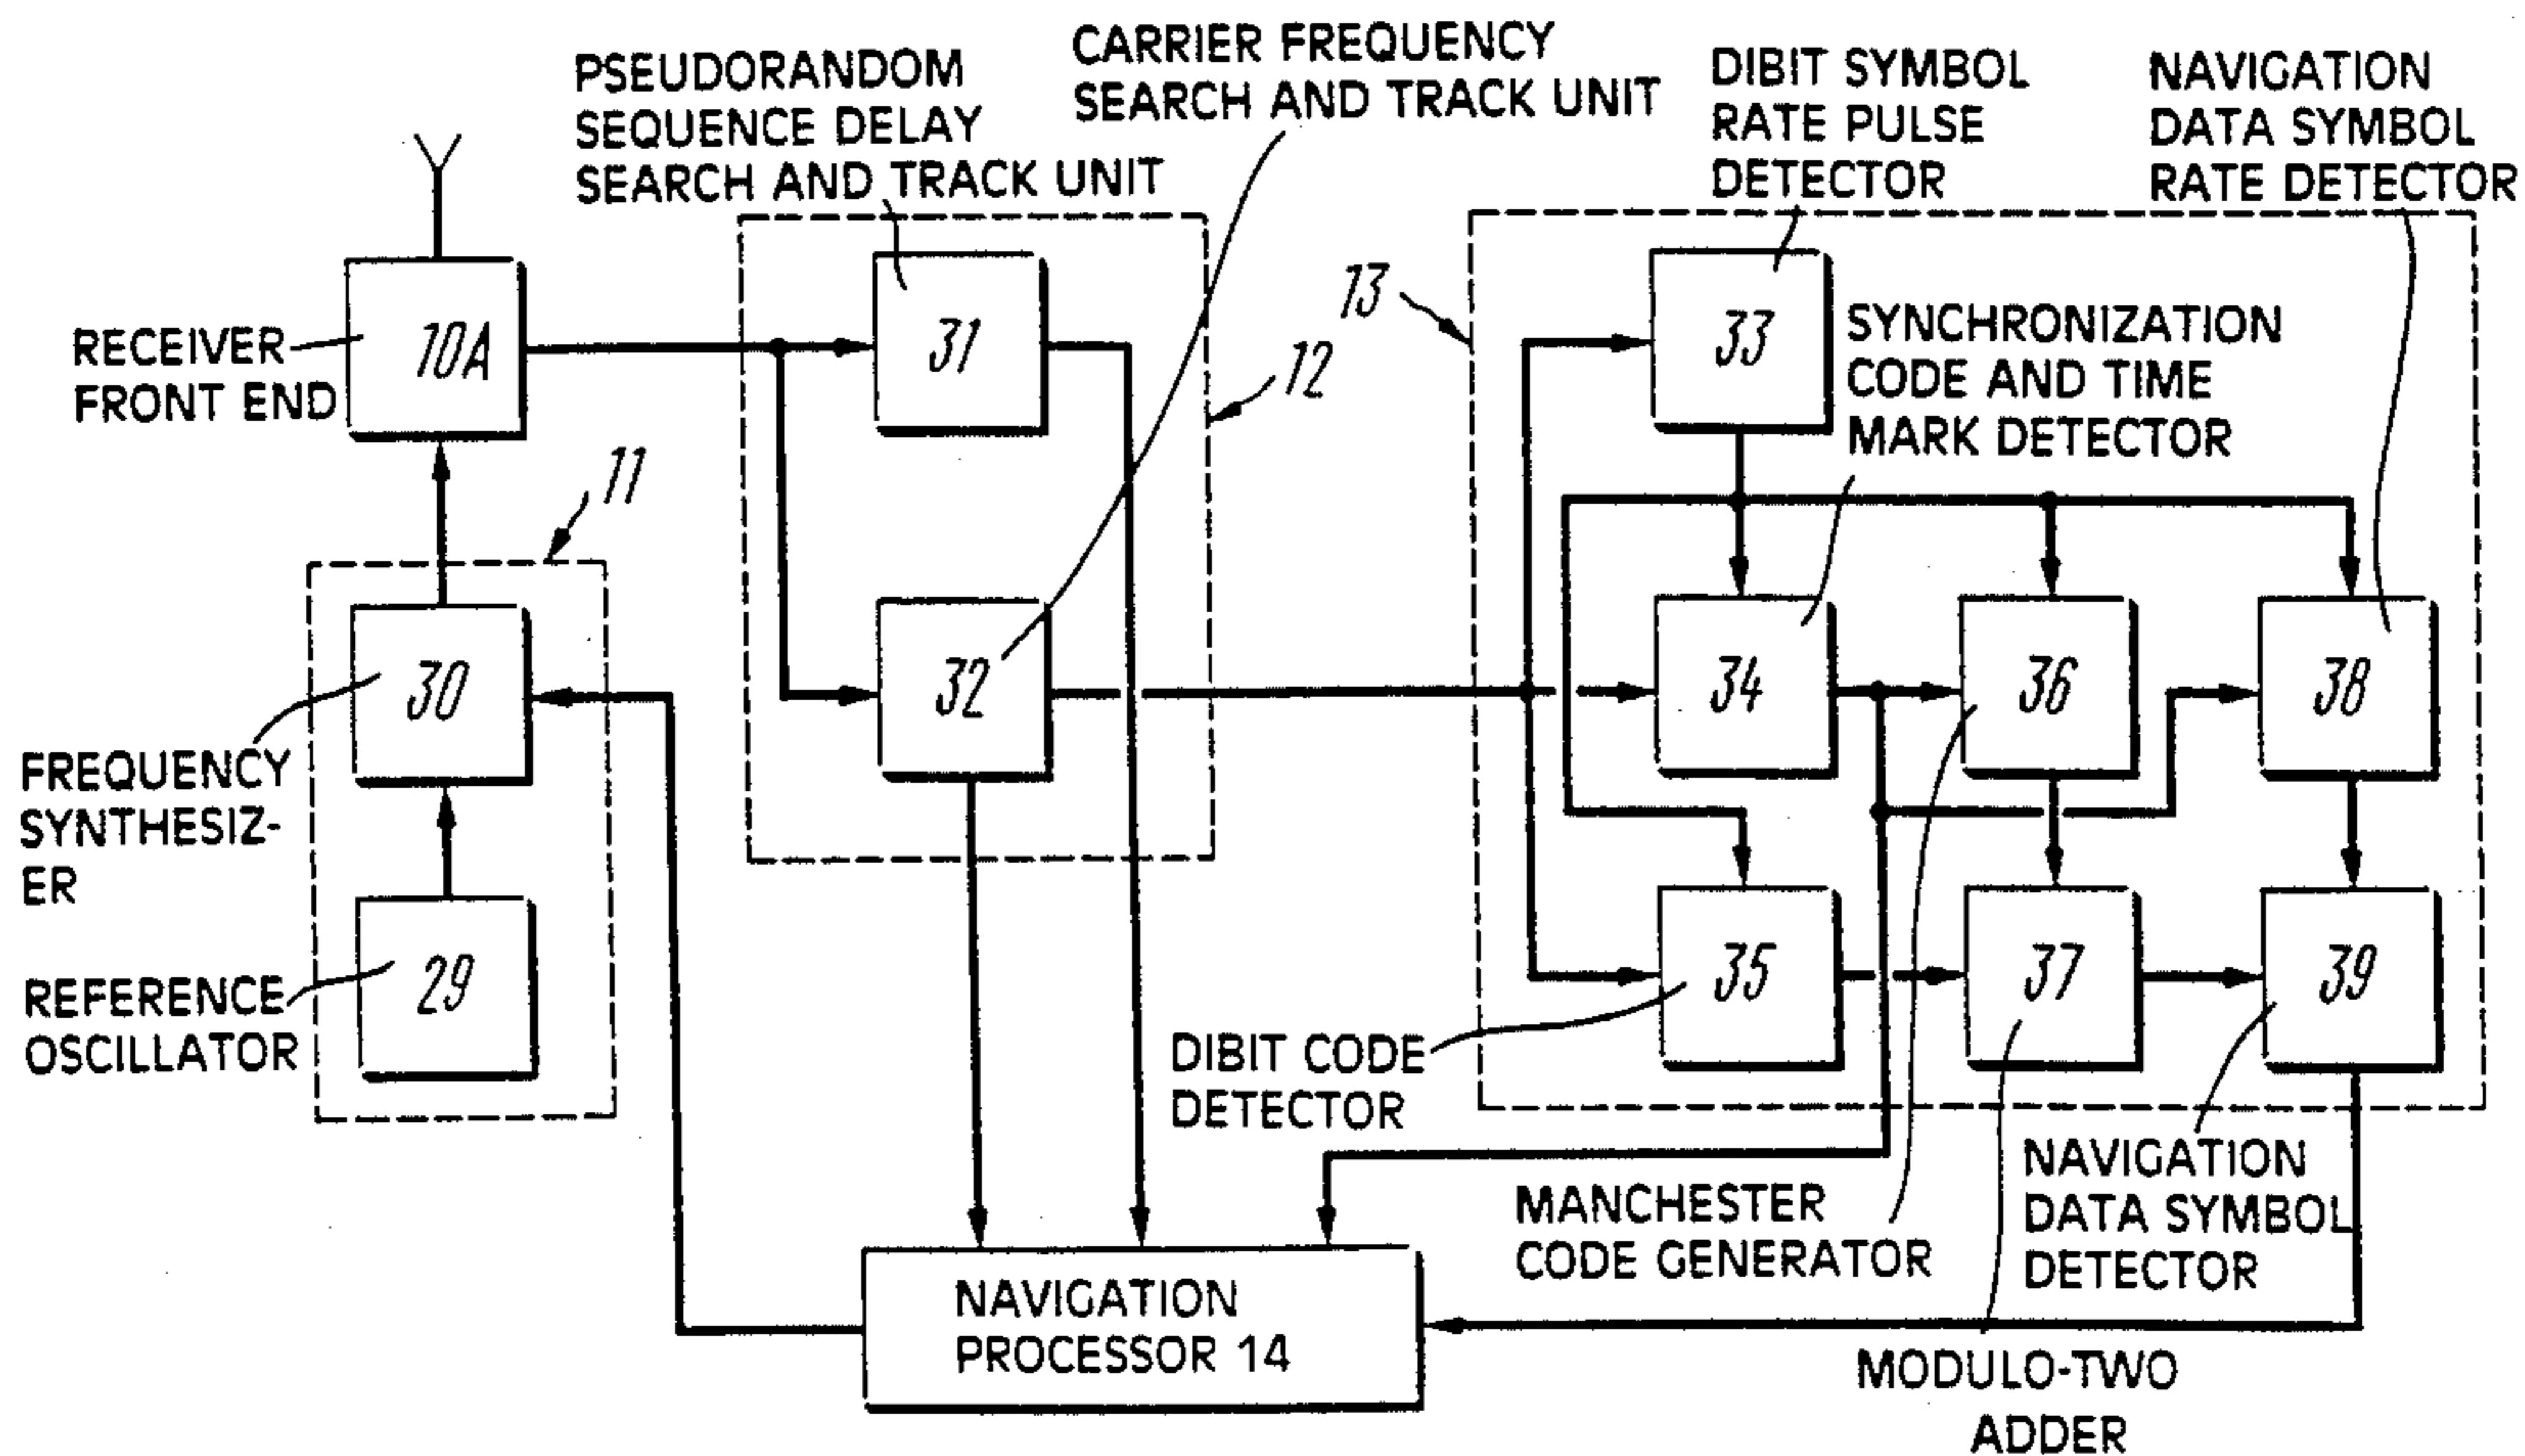 CARRIER FREQUENCY
SEARCH AND TRACK UNIT
PSEUDORANDOM
SEQUENCE DELAY
SEARCH AND TRACK UNIT
DIBIT SYMBOL
RATE PULSE
DETECTOR
NAVIGATION
DATA SYMBOL
RATE DETECTOR
RECEIVER
FRONT END
10A
31
12
13
33
SYNCHRONIZATION
CODE AND TIME
MARK DETECTOR
11
30
32
34
36
38
FREQUENCY
SYNTHESIZ-
ER
29
REFERENCE
OSCILLATOR
35
37
39
DIBIT CODE
DETECTOR
MANCHESTER
CODE GENERATOR
NAVIGATION
DATA SYMBOL
DETECTOR
NAVIGATION
PROCESSOR 14
MODULO-TWO
ADDER